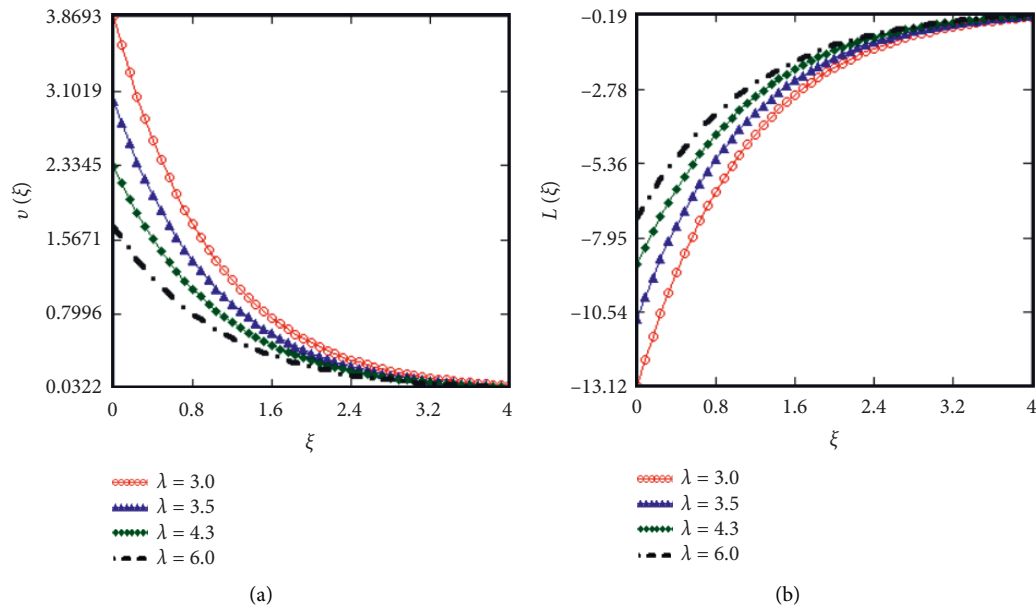 3.8693
3.1019
2.3345
1.5671
0.7996
0.0322
υ (ξ)
0 0.8 1.6 2.4 3.2 4
ξ
λ = 3.0
λ = 3.5
λ = 4.3
λ = 6.0
(a)
−0.19
−2.78
−5.36
−7.95
−10.54
−13.12
L (ξ)
0 0.8 1.6 2.4 3.2 4
ξ
λ = 3.0
λ = 3.5
λ = 4.3
λ = 6.0
(b)